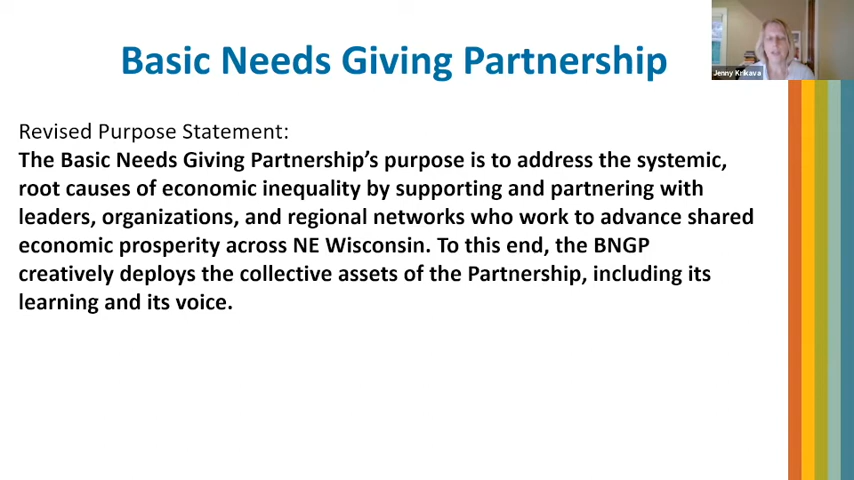 Basic Needs Giving Partnership
Jenny Krikava
Revised Purpose Statement:
The Basic Needs Giving Partnership’s purpose is to address the systemic,
root causes of economic inequality by supporting and partnering with
leaders, organizations, and regional networks who work to advance shared
economic prosperity across NE Wisconsin. To this end, the BNGP
creatively deploys the collective assets of the Partnership, including its
learning and its voice.